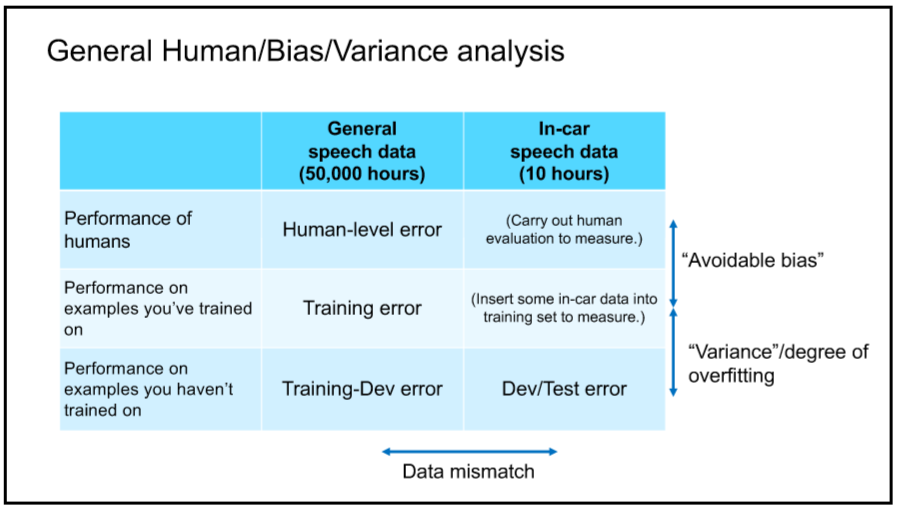 General Human/Bias/Variance analysis
General
speech data
(50,000 hours)
In-car
speech data
(10 hours)
Performance of
humans
Human-level error
(Carry out human
evaluation to measure.)
Performance on
examples you’ve trained
on
Training error
(Insert some in-car data into
training set to measure.)
Performance on
examples you haven’t
trained on
Training-Dev error
Dev/Test error
“Avoidable bias”
“Variance”/degree of
overfitting
Data mismatch